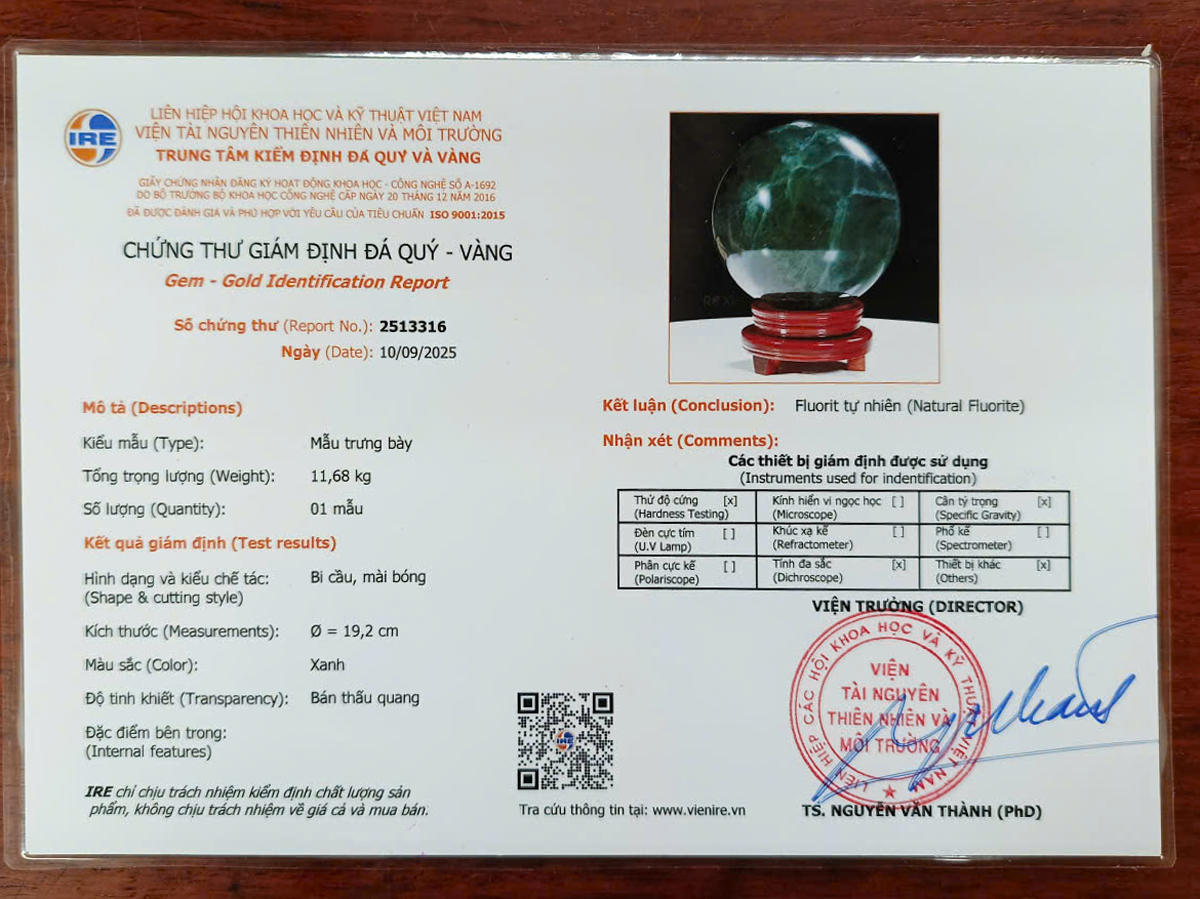 IRE
LIÊN HIỆP HỘI KHOA HỌC VÀ KỸ THUẬT VIỆT NAM
VIỆN TÀI NGUYÊN THIÊN NHIÊN VÀ MÔI TRƯỜNG
TRUNG TÂM KIỂM ĐỊNH ĐÁ QUÝ VÀ VÀNG
GIẤY CHỨNG NHẬN ĐĂNG KÝ HOẠT ĐỘNG KHOA HỌC - CÔNG NGHỆ SỐ A-1692
DO BỘ TRƯỞNG BỘ KHOA HỌC CÔNG NGHỆ CẤP NGÀY 20 THÁNG 12 NĂM 2016
ĐÃ ĐƯỢC ĐÁNH GIÁ VÀ PHÙ HỢP VỚI YÊU CẦU CỦA TIÊU CHUẨN ISO 9001:2015
CHỨNG THƯ GIÁM ĐỊNH ĐÁ QUÝ - VÀNG
Gem - Gold Identification Report
Số chứng thư (Report No.): 2513316
Ngày (Date): 10/09/2025
Mô tả (Descriptions)
Kiểu mẫu (Type): Mẫu trưng bày
Tổng trọng lượng (Weight): 11,68 kg
Số lượng (Quantity): 01 mẫu
Kết quả giám định (Test results)
Hình dạng và kiểu chế tác: Bi cầu, mài bóng
(Shape & cutting style)
Kích thước (Measurements): Ø = 19,2 cm
Màu sắc (Color): Xanh
Độ tinh khiết (Transparency): Bán thấu quang
Đặc điểm bên trong:
(Internal features)
IRE chỉ chịu trách nhiệm kiểm định chất lượng sản
phẩm, không chịu trách nhiệm về giá cả và mua bán.
IRE
Tra cứu thông tin tại: www.vienire.vn
Kết luận (Conclusion): Fluorit tự nhiên (Natural Fluorite)
Nhận xét (Comments):
Các thiết bị giám định được sử dụng
(Instruments used for indentification)
Thử độ cứng [x] Kính hiển vi ngọc học [ ] Cân tỷ trọng [x]
(Hardness Testing) (Microscope) (Specific Gravity)
Đèn cực tím [ ] Khúc xạ kế [ ] Phổ kế [ ]
(U.V Lamp) (Refractometer) (Spectrometer)
Phân cực kế [ ] Tính đa sắc [x] Thiết bị khác [x]
(Polariscope) (Dichroscope) (Others)
VIỆN TRƯỞNG (DIRECTOR)
LIÊN HIỆP CÁC HỘI KHOA HỌC VÀ KỸ THUẬT VIỆT NAM
VIỆN
TÀI NGUYÊN
THIÊN NHIÊN VÀ
MÔI TRƯỜNG
TS. NGUYỄN VĂN THÀNH (PhD)